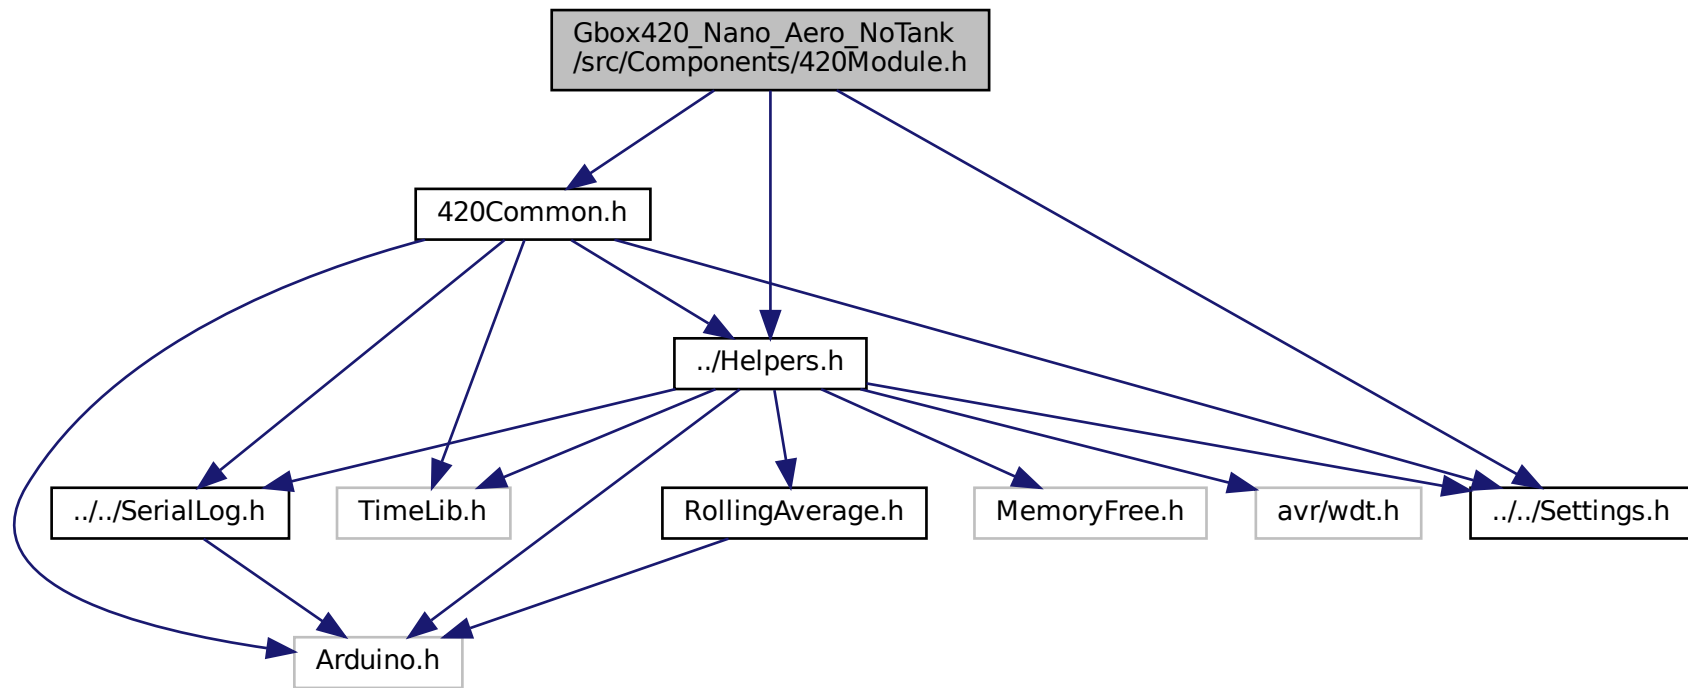 Gbox420_Nano_Aero_NoTank
/src/Components/420Module.h
420Common.h
../Helpers.h
../../SerialLog.h
TimeLib.h
RollingAverage.h
MemoryFree.h
avr/wdt.h
../../Settings.h
Arduino.h